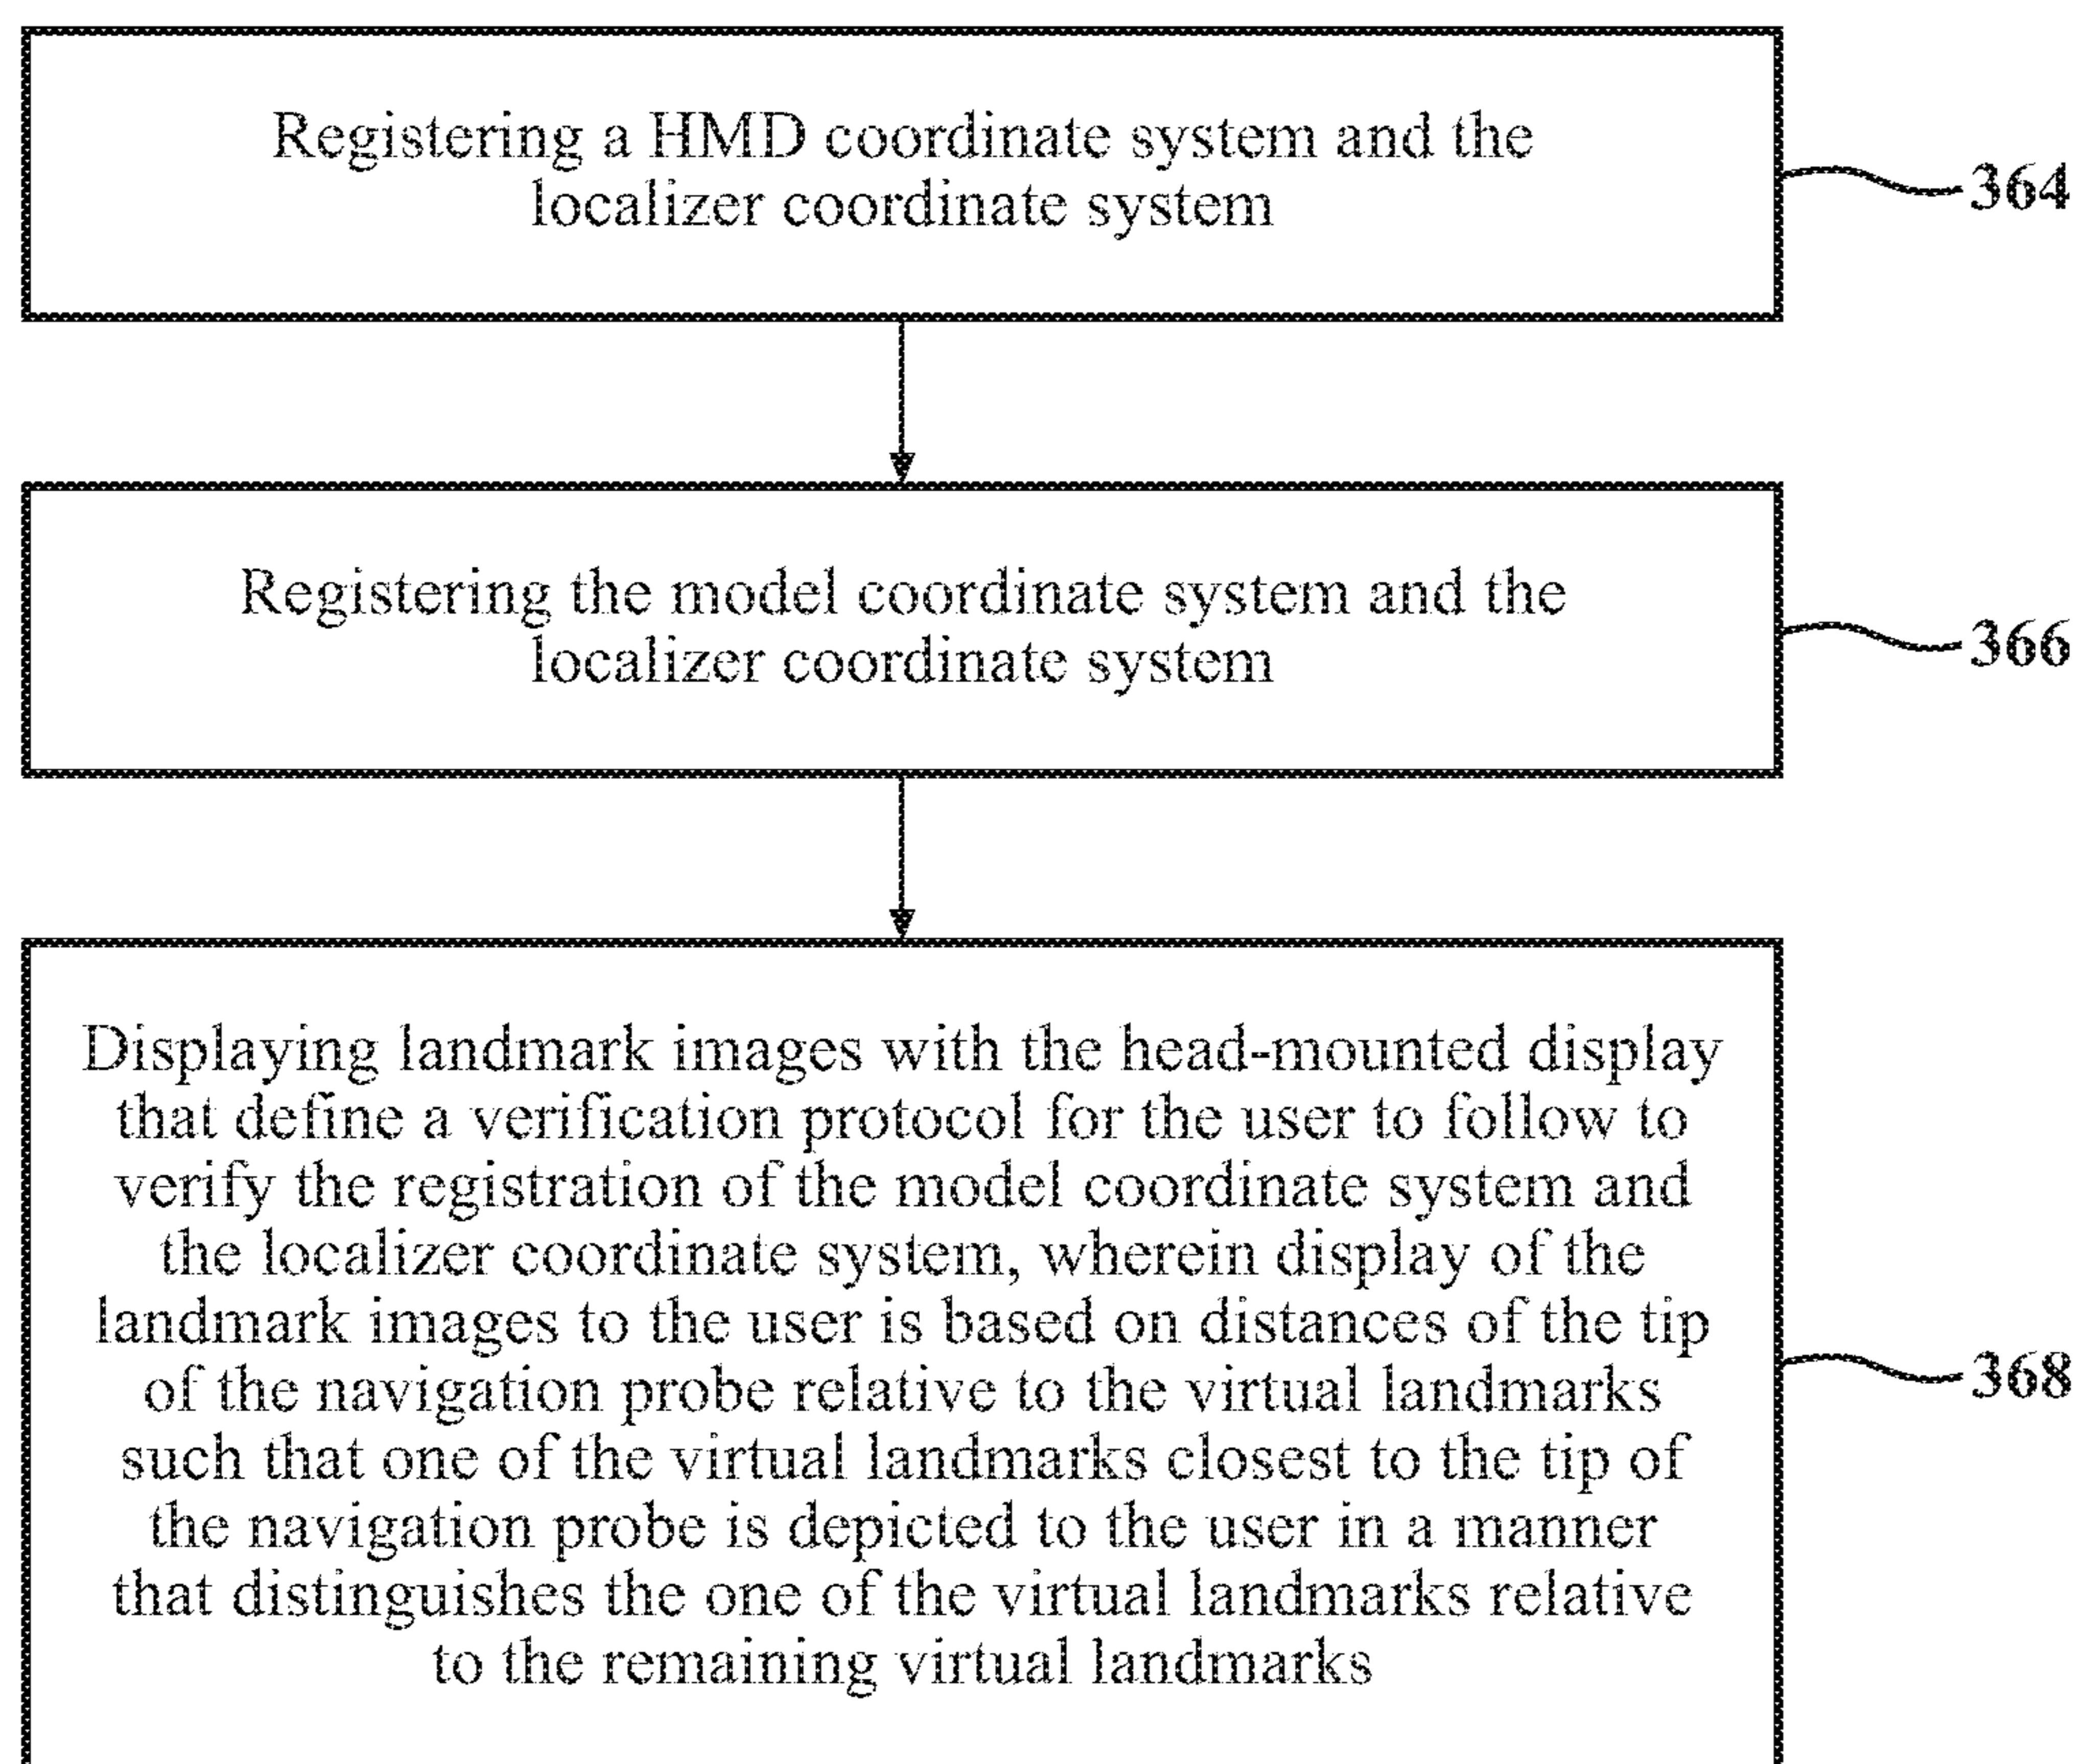 Registering a HMD coordinate system and the
localizer coordinate system
364
Registering the model coordinate system and the
localizer coordinate system
366
Displaying landmark images with the head-mounted display
that define a verification protocol for the user to follow to
verify the registration of the model coordinate system and
the localizer coordinate system, wherein display of the
landmark images to the user is based on distances of the tip
of the navigation probe relative to the virtual landmarks
such that one of the virtual landmarks closest to the tip of
the navigation probe is depicted to the user in a manner
that distinguishes the one of the virtual landmarks relative
to the remaining virtual landmarks
368